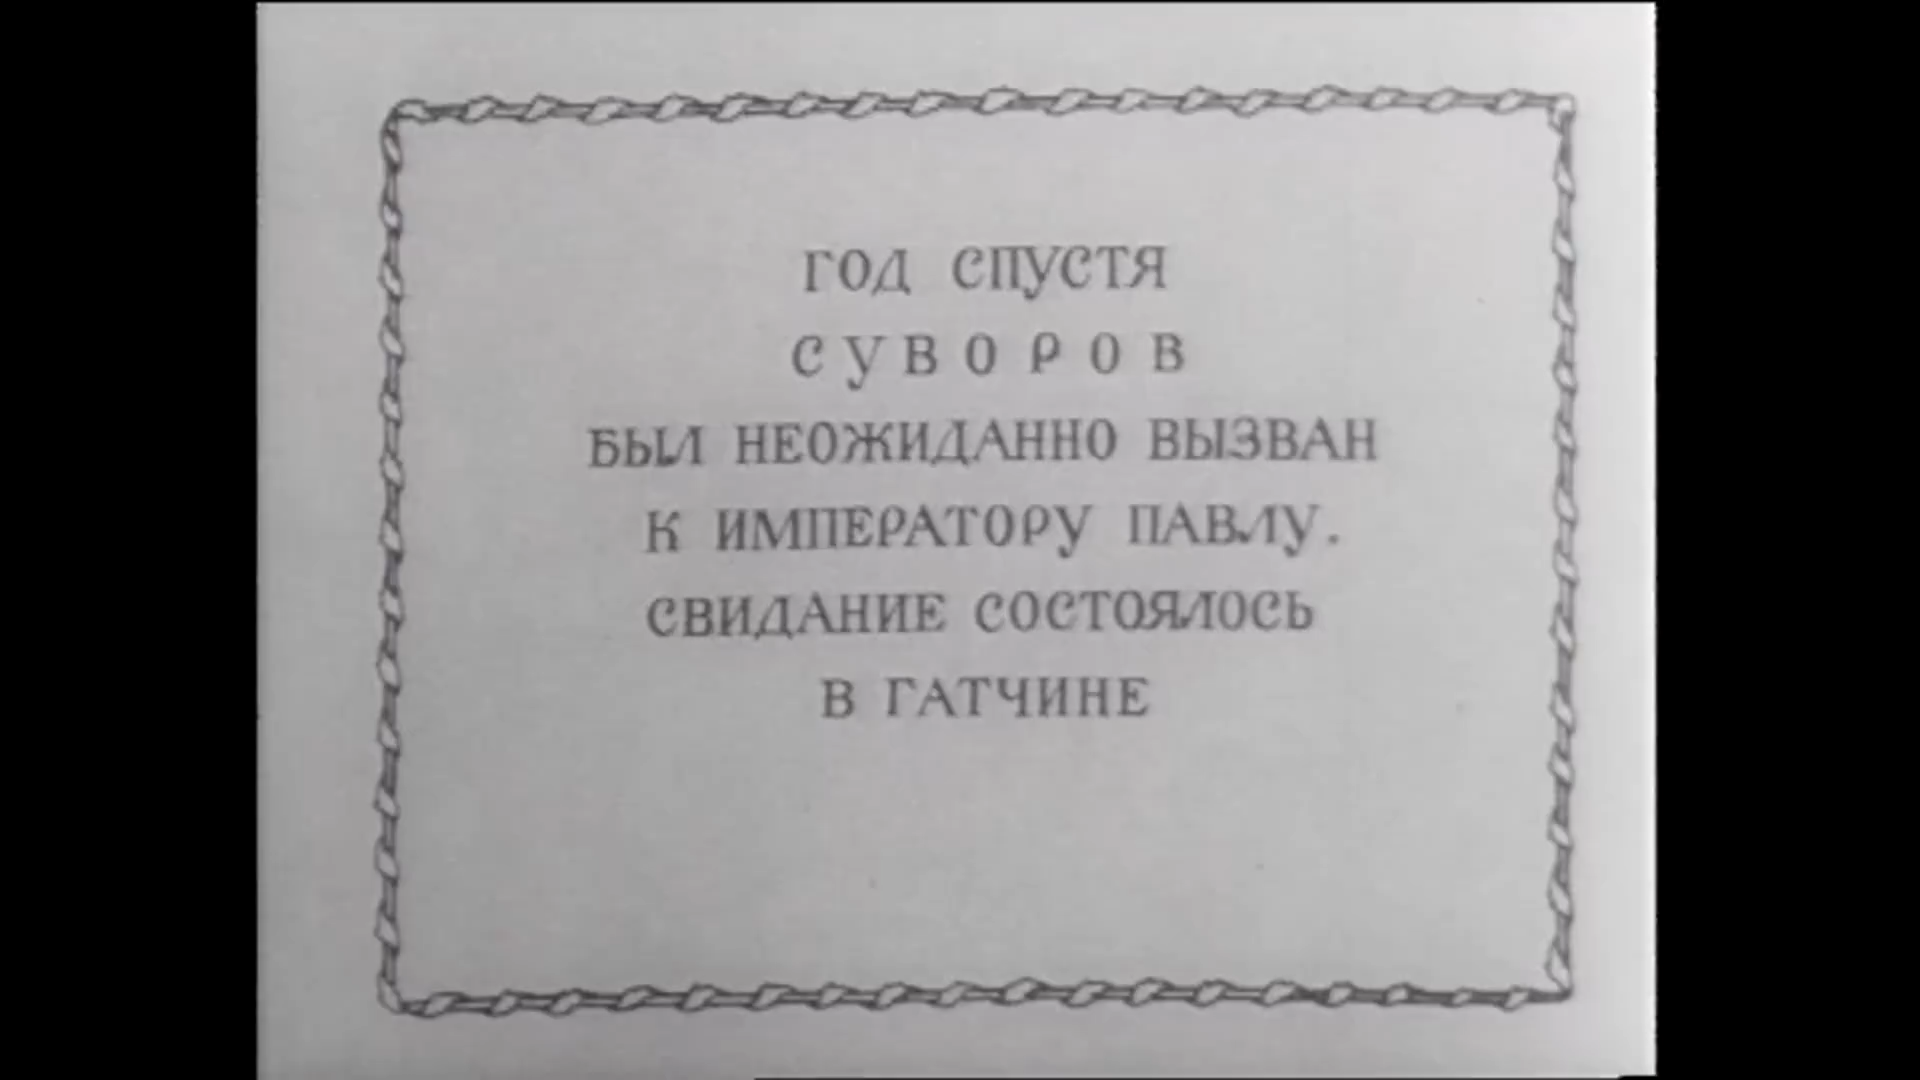 ГОД СПУСТЯ
СУВОРОВ
БЫЛ НЕОЖИДАННО ВЫЗВАН
К ИМПЕРАТОРУ ПАВЛУ.
СВИДАНИЕ СОСТОЯЛОСЬ
В ГАТЧИНЕ